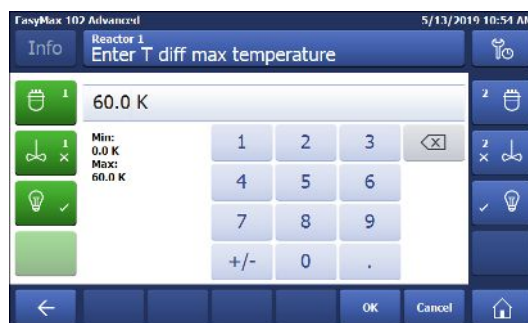 EasyMax 102 Advanced 5/13/2019 10:54 AM
Info
Reactor 1
Enter T diff max temperature
1
60.0 K
2
Min:
0.0 K
Max:
60.0 K
1 2 3
1
2
4 5 6
7 8 9
+/- 0 .
OK Cancel